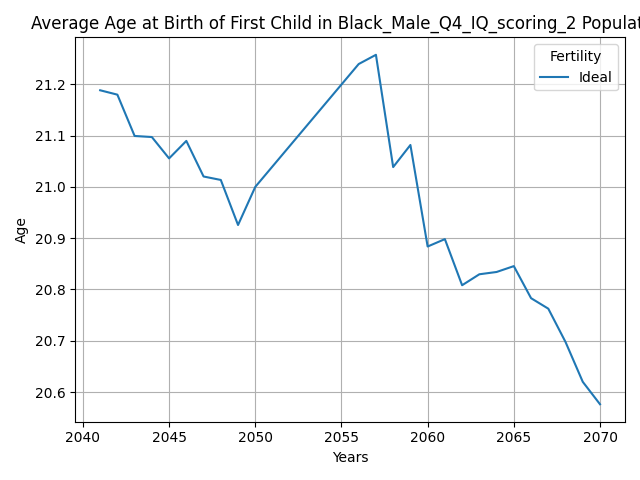 Average Age at Birth of First Child in Black_Male_Q4_IQ_scoring_2 Populat
Fertility
Ideal
21.2
21.1
21.0
20.9
20.8
20.7
20.6
Age
2040 2045 2050 2055 2060 2065 2070
Years